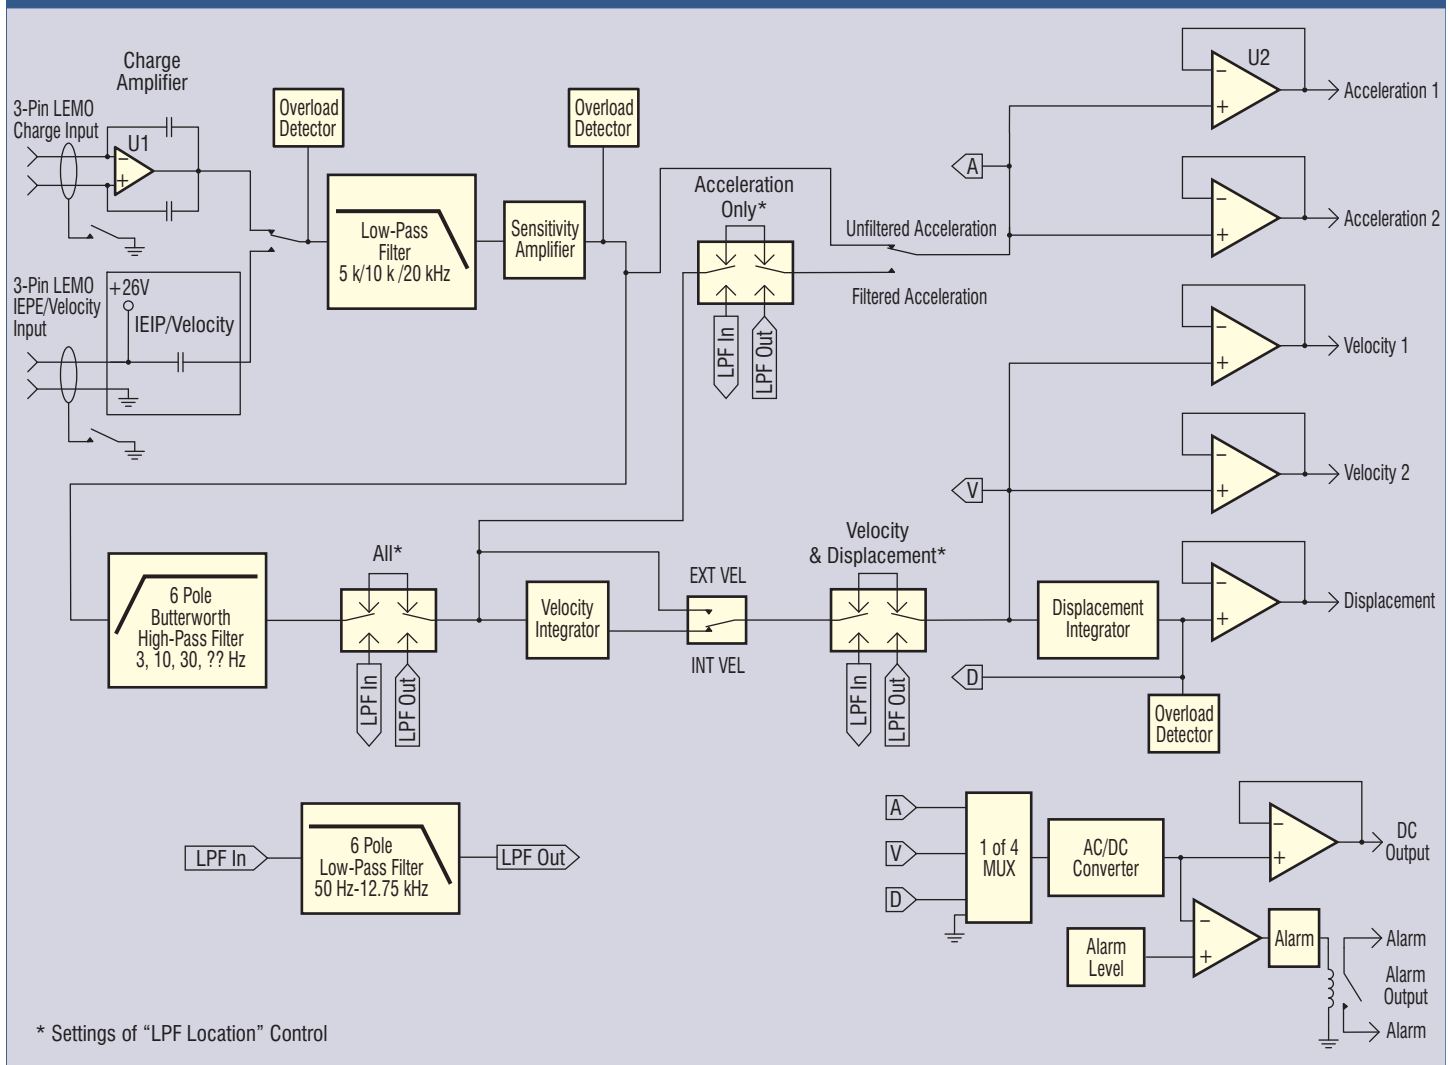 Charge
Amplifier
3-Pin LEMO
Charge Input
U1
−
+
Overload
Detector
Low-Pass
Filter
5 k/10 k /20 kHz
Sensitivity
Amplifier
Overload
Detector
Acceleration
Only*
LPF In
LPF Out
Unfiltered Acceleration
Filtered Acceleration
A
U2
−
+
Acceleration 1
−
+
Acceleration 2
3-Pin LEMO
IEPE/Velocity
Input
+26V
IEIP/Velocity
−
+
Velocity 1
V
−
+
Velocity 2
6 Pole
Butterworth
High-Pass Filter
3, 10, 30, ?? Hz
All*
LPF In
LPF Out
Velocity
Integrator
EXT VEL
INT VEL
Velocity
& Displacement*
LPF In
LPF Out
Displacement
Integrator
D
Overload
Detector
−
+
Displacement
LPF In
6 Pole
Low-Pass Filter
50 Hz-12.75 kHz
LPF Out
A
V
D
1 of 4
MUX
AC/DC
Converter
−
+
DC
Output
Alarm
Level
−
+
Alarm
Alarm
Alarm
Output
Alarm
* Settings of “LPF Location” Control